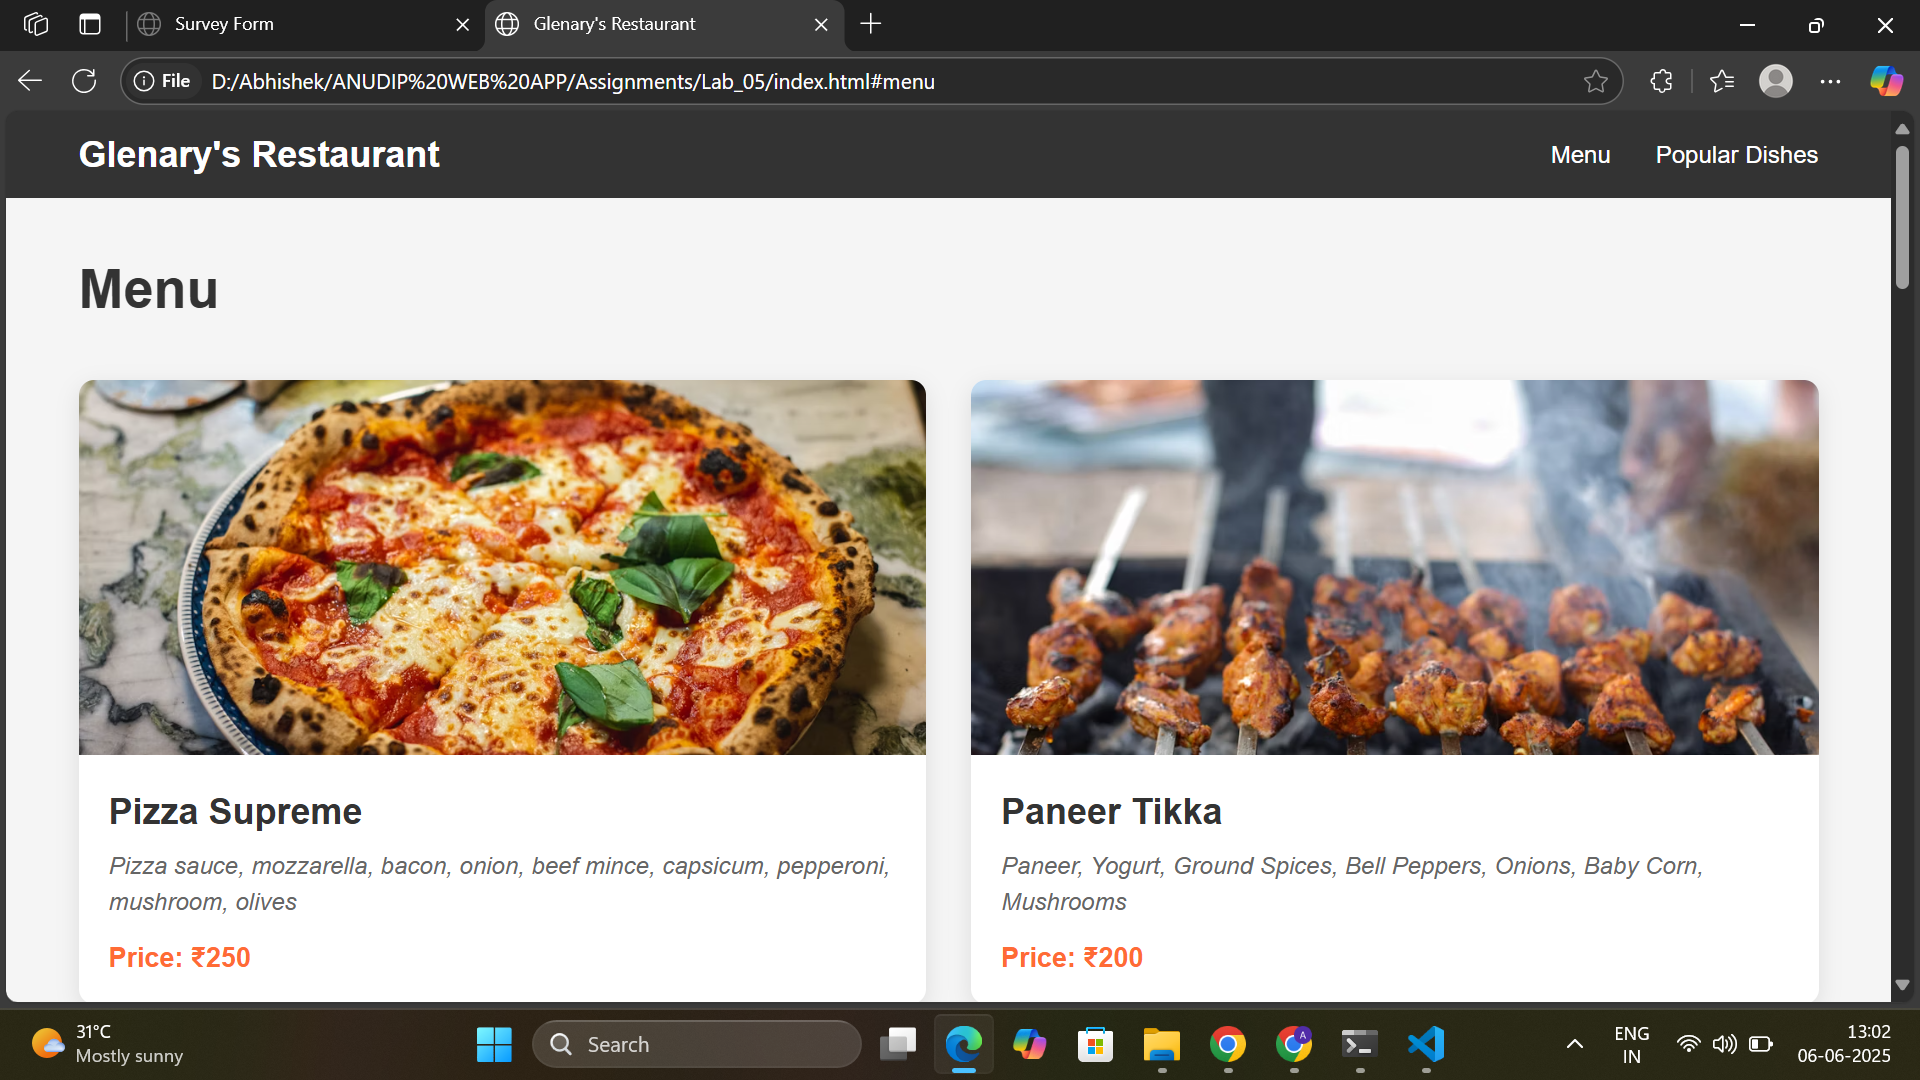 Survey Form
Glenary's Restaurant
File
D:/Abhishek/ANUDIP%20WEB%20APP/Assignments/Lab_05/index.html#menu
Glenary's Restaurant
Menu
Popular Dishes
Menu
Pizza Supreme
Pizza sauce, mozzarella, bacon, onion, beef mince, capsicum, pepperoni,
mushroom, olives
Price: ₹250
Paneer Tikka
Paneer, Yogurt, Ground Spices, Bell Peppers, Onions, Baby Corn,
Mushrooms
Price: ₹200
31°C
Mostly sunny
Search
A
ENG
IN
13:02
06-06-2025